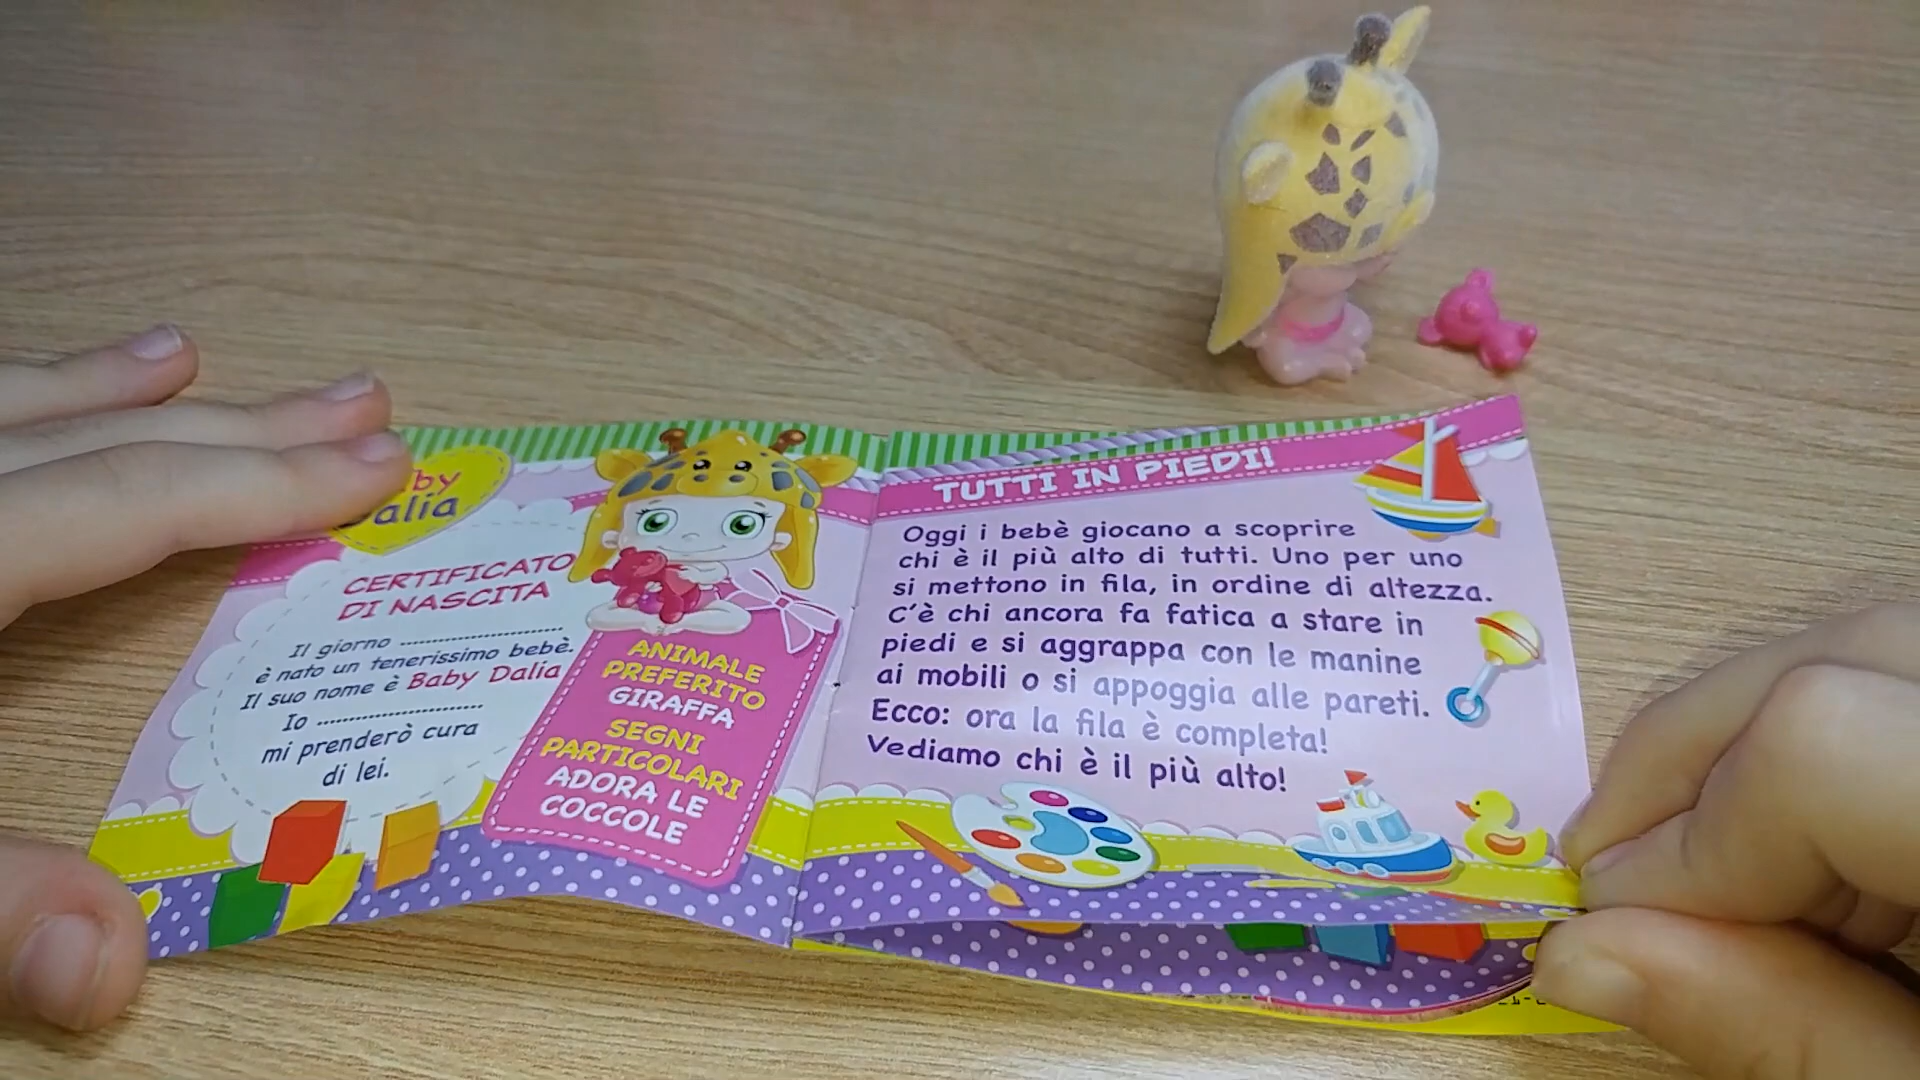 Dalia
CERTIFICATO
DI NASCITA
Il giorno ............................
è nato un tenerissimo bebè.
Il suo nome è Baby Dalia
Io ............................
mi prenderò cura
di lei.
ANIMALE
PREFERITO
GIRAFFA
SEGNI
PARTICOLARI
ADORA LE
COCCOLE
TUTTI IN PIEDI!
Oggi i bebè giocano a scoprire
chi è il più alto di tutti. Uno per uno
si mettono in fila, in ordine di altezza.
C'è chi ancora fa fatica a stare in
piedi e si aggrappa con le manine
ai mobili o si appoggia alle pareti.
Ecco: ora la fila è completa!
Vediamo chi è il più alto!